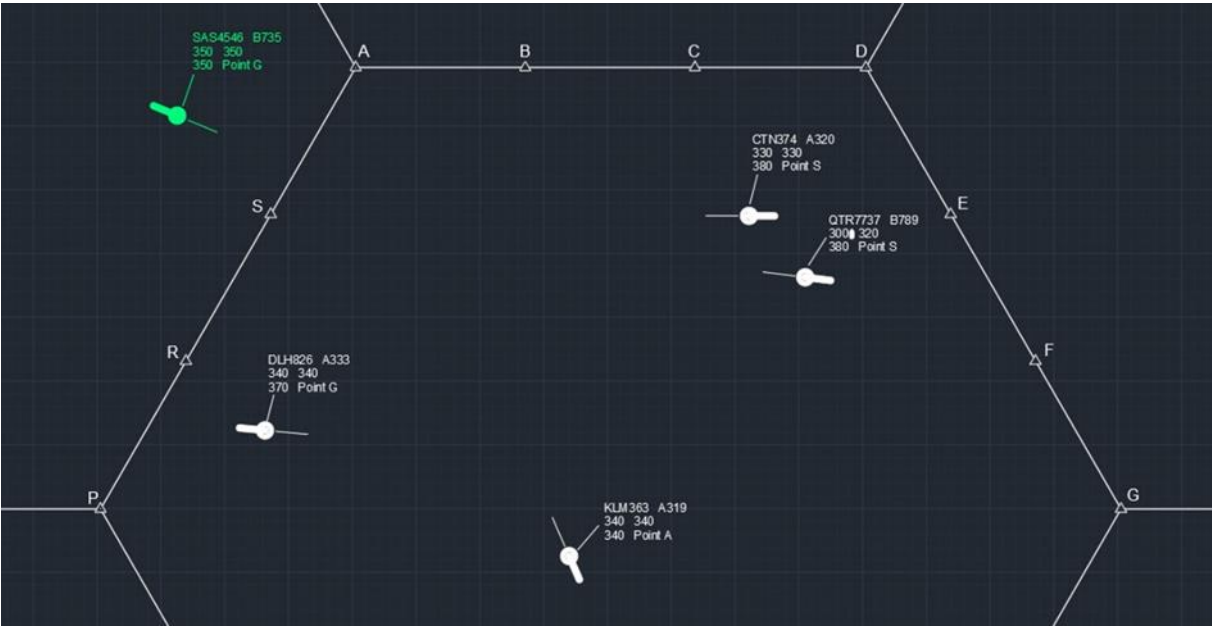 SAS4546 B735
350 350
350 Point G
A
B
C
D
CTN374 A320
330 330
380 Point S
S
E
QTR7737 B789
300 320
380 Point S
R
F
DLH826 A333
340 340
370 Point G
P
G
KLM363 A319
340 340
340 Point A